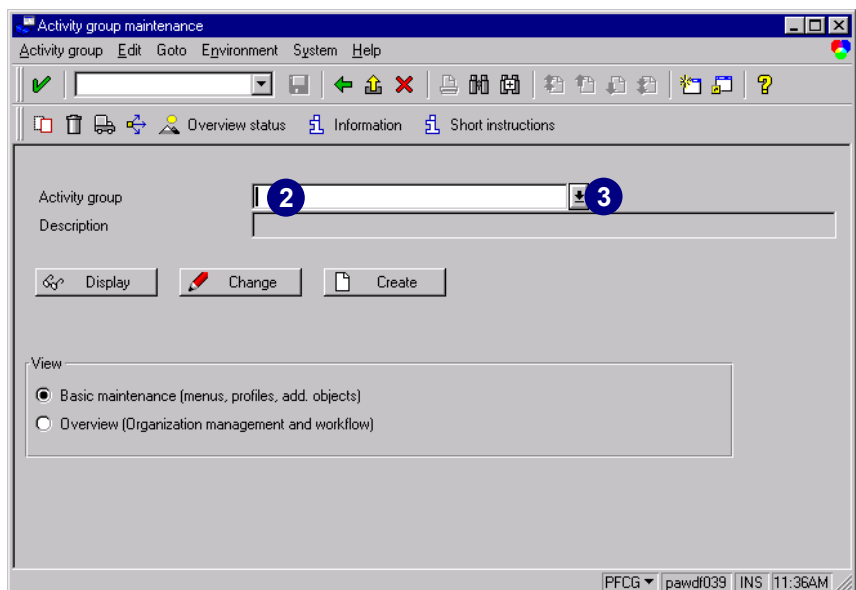 Activity group maintenance
Activity group Edit Goto Environment System Help
Overview status Information Short instructions
Activity group 2 3
Description
Display Change Create
View
Basic maintenance (menus, profiles, add. objects)
Overview (Organization management and workflow)
PFCG pawdf039 INS 11:36AM